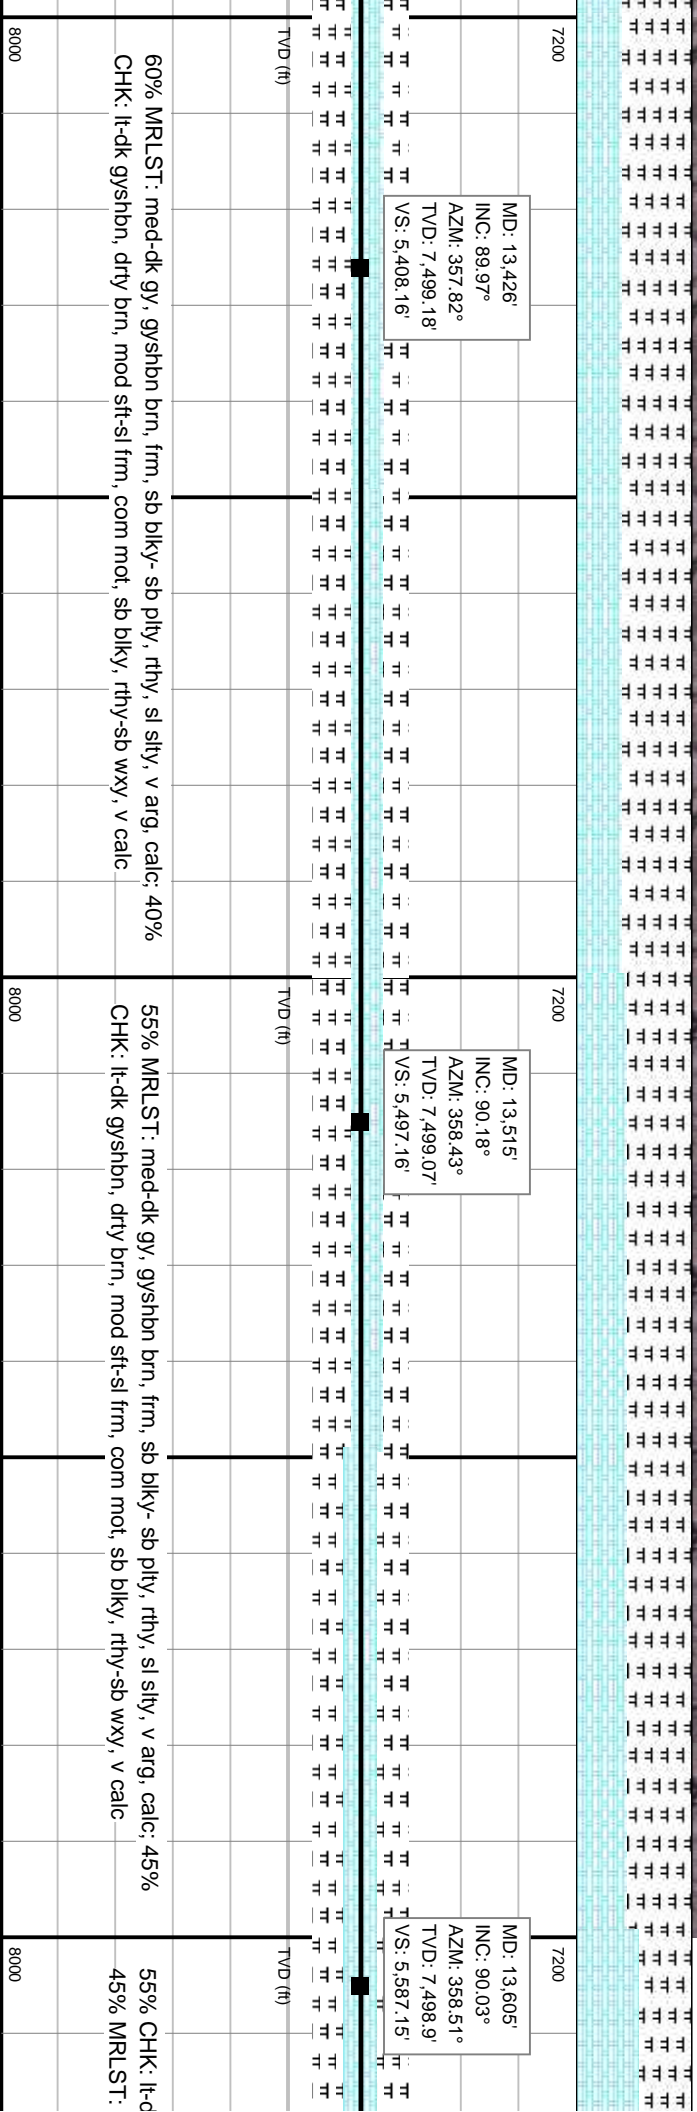 7200
TVD (ft)
8000
MD: 13,426'
INC: 89.97°
AZM: 357.82°
TVD: 7,499.18'
VS: 5,408.16'
60% MRLST: med-dk gy, gyshbn brn, frm, sb blky- sb plty, rthy, sl slty, v arg, calc; 40%
CHK: lt-dk gyshbn, drty brn, mod sft-sl frm, com mot, sb blky, rthy-sb wxy, v calc
7200
TVD (ft)
8000
MD: 13,515'
INC: 90.18°
AZM: 358.43°
TVD: 7,499.07'
VS: 5,497.16'
55% MRLST: med-dk gy, gyshbn brn, frm, sb blky- sb plty, rthy, sl slty, v arg, calc; 45%
CHK: lt-dk gyshbn, drty brn, mod sft-sl frm, com mot, sb blky, rthy-sb wxy, v calc
7200
TVD (ft)
8000
MD: 13,605'
INC: 90.03°
AZM: 358.51°
TVD: 7,498.9'
VS: 5,587.15'
55% CHK: lt-d
45% MRLST: